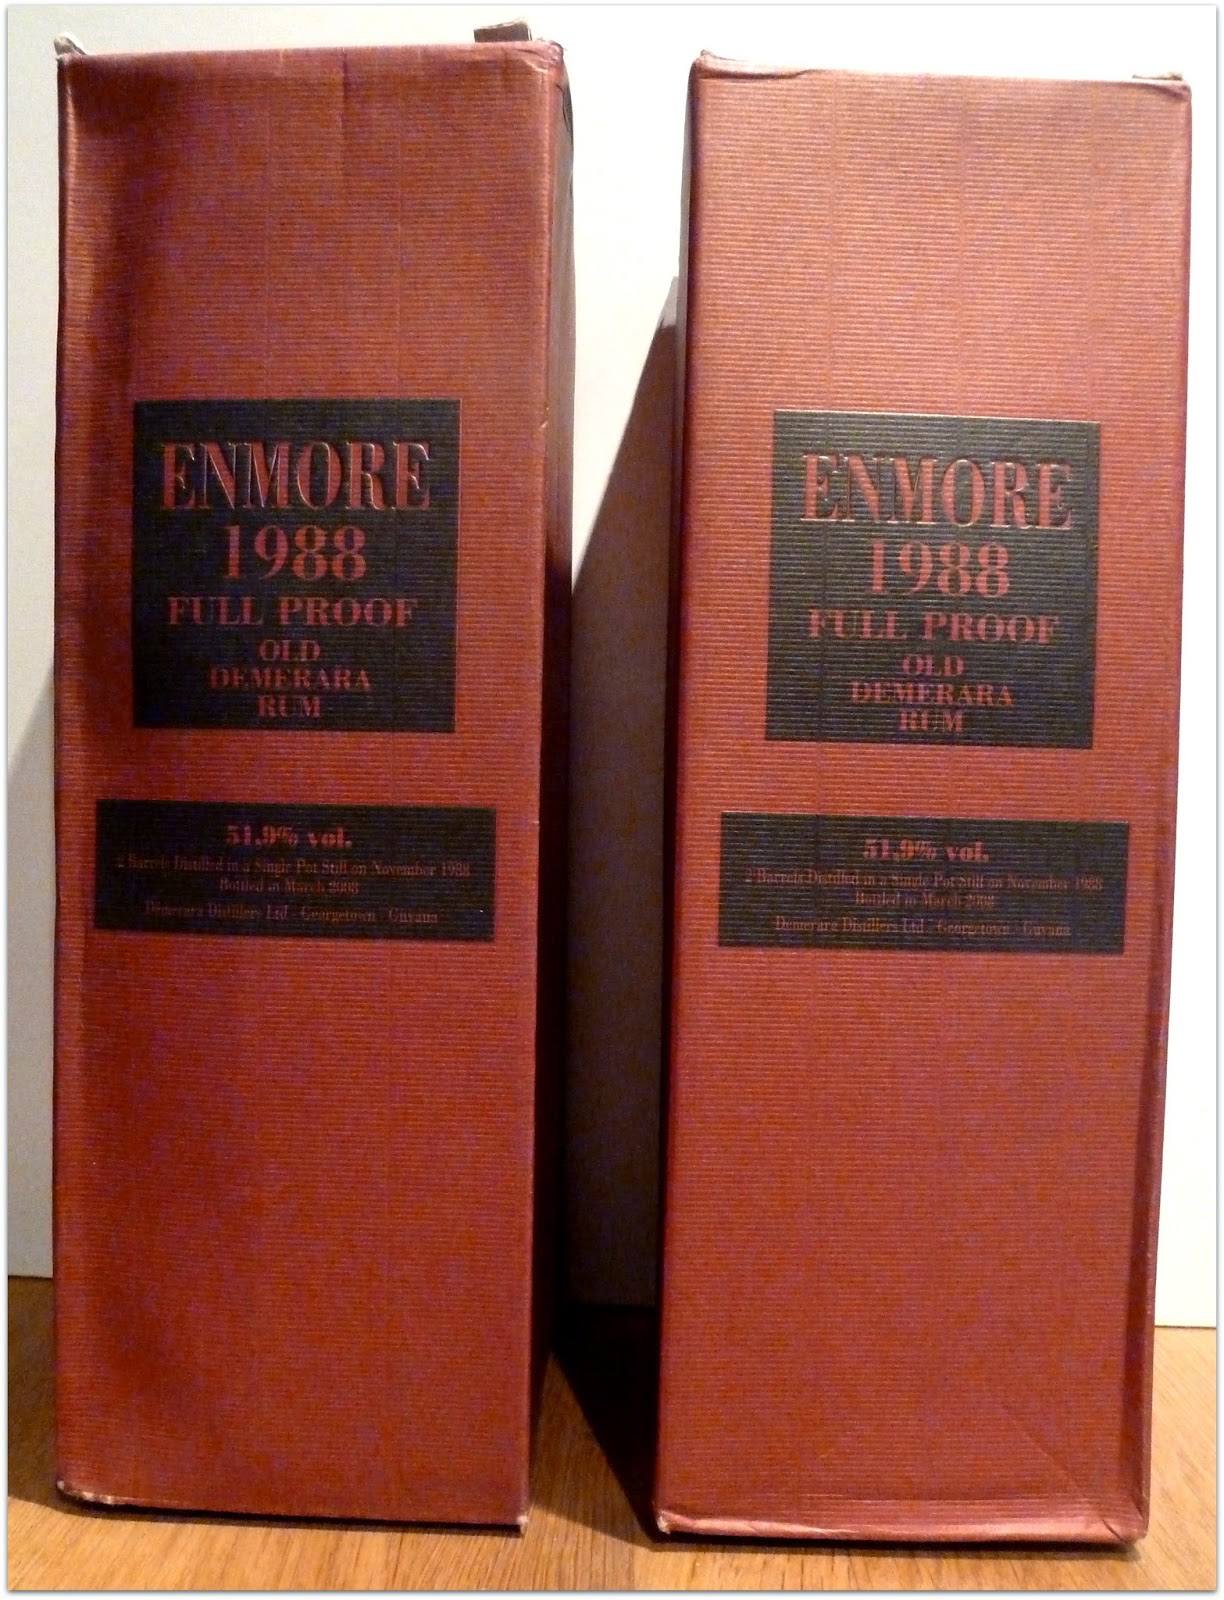 ENMORE
1988
FULL PROOF
OLD
DEMERARA
RUM
51,9% vol.
2 Barrels Distilled in a Single Pot Still on November 1988
Bottled in March 2008
Demerara Distillers Ltd - Georgetown - Guyana
ENMORE
1988
FULL PROOF
OLD
DEMERARA
RUM
51,9% vol.
2 Barrels Distilled in a Single Pot Still on November 1988
Bottled in March 2008
Demerara Distillers Ltd - Georgetown - Guyana